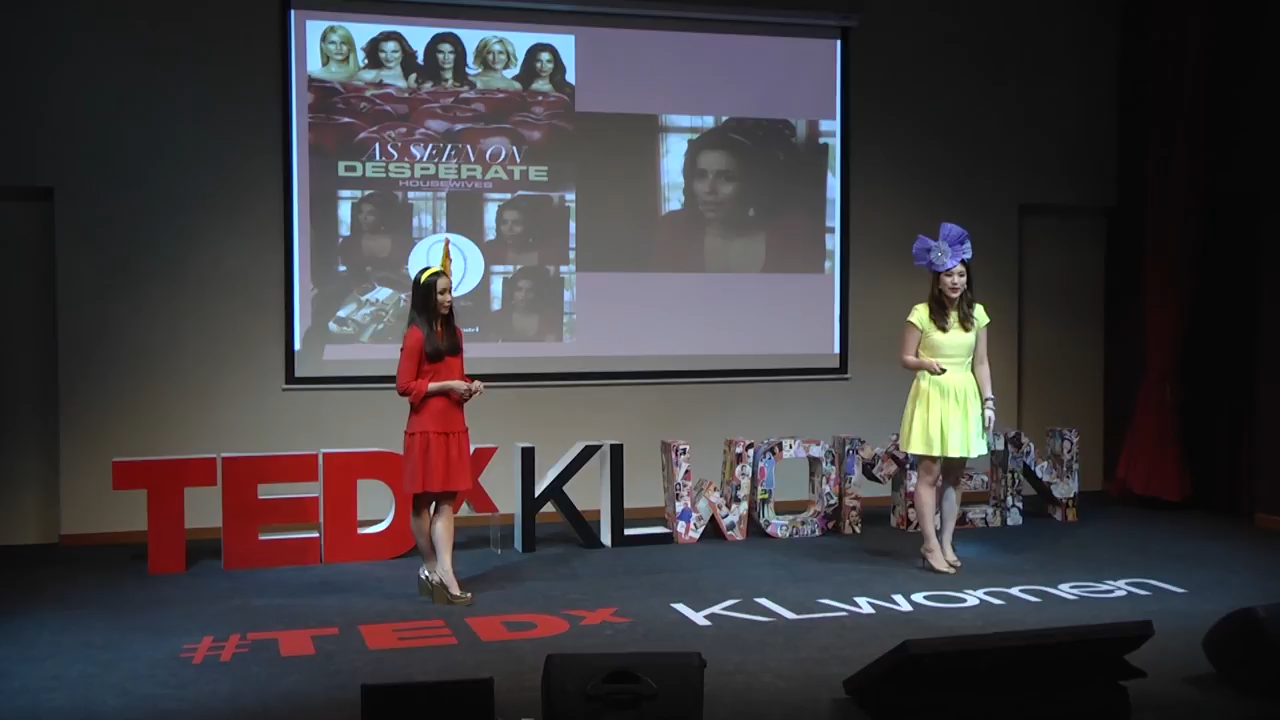 AS SEEN ON
DESPERATE
HOUSEWIVES
TEDxKLWOMEN
#TEDx KLwomen